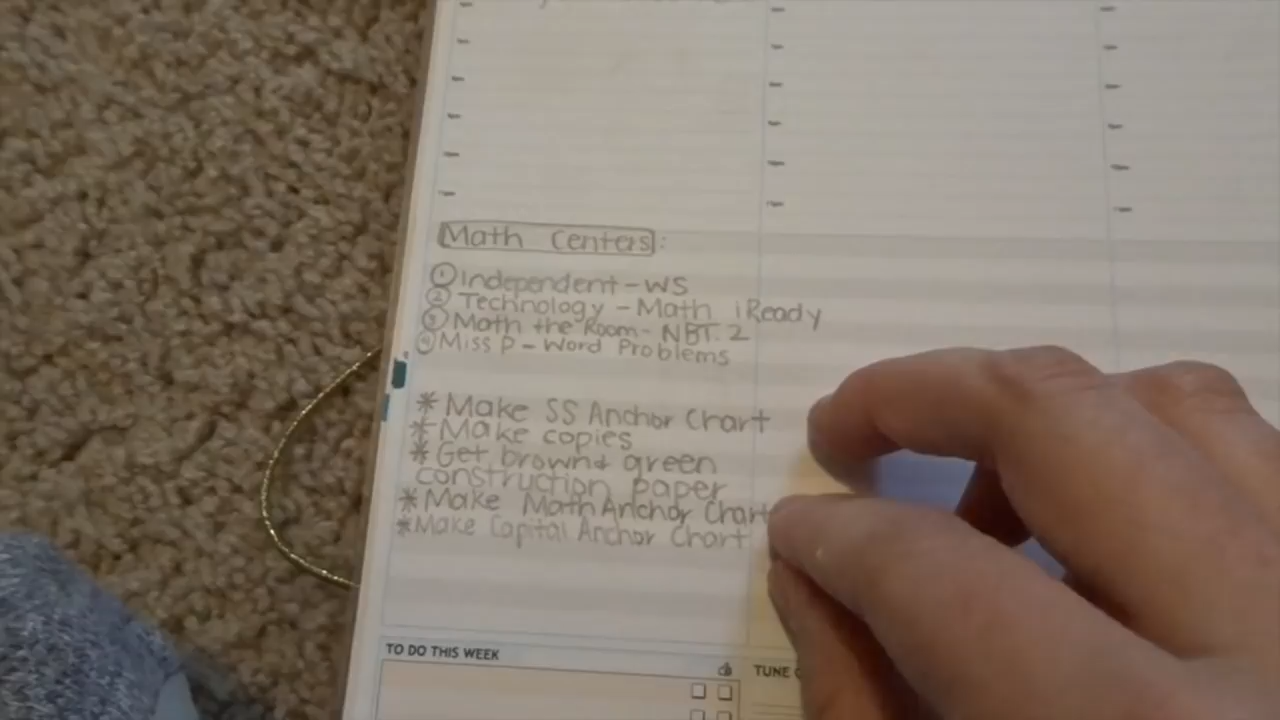 Math Centers:
① Independent - WS
② Technology - Math iReady
③ Math the Room - NBT.2
④ Miss P - Word Problems
* Make SS Anchor Chart
* Make copies
* Get brown + green
construction paper
* Make Math Anchor Chart
* Make Capital Anchor Chart
TO DO THIS WEEK
TUNE